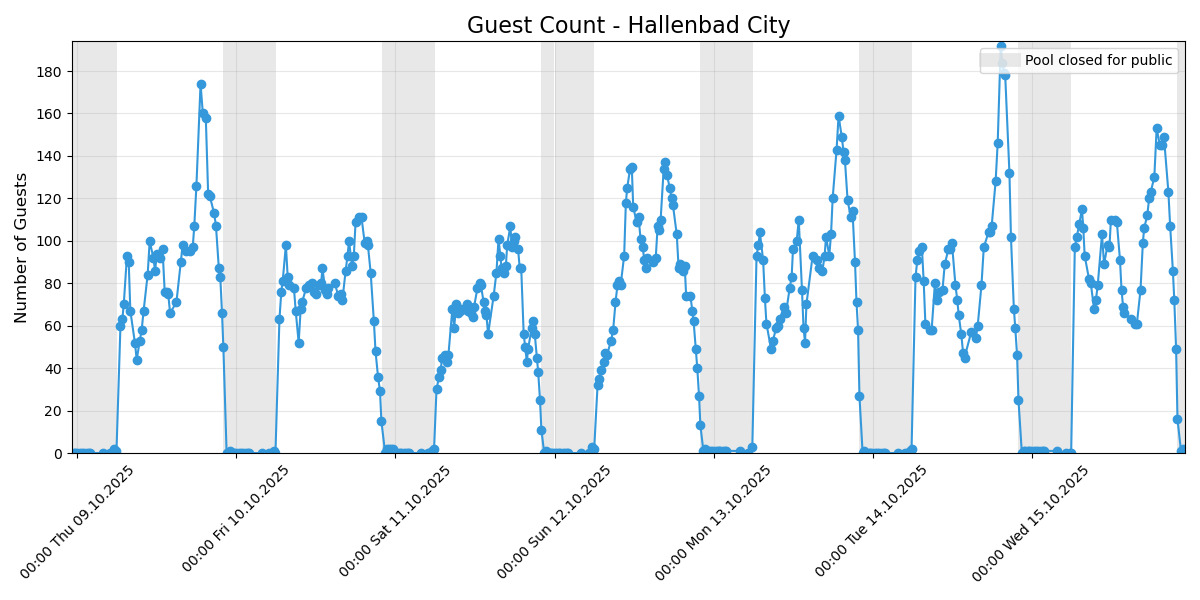 Guest Count - Hallenbad City
Pool closed for public
Number of Guests
180
160
140
120
100
80
60
40
20
0
00:00 Thu 09.10.2025
00:00 Fri 10.10.2025
00:00 Sat 11.10.2025
00:00 Sun 12.10.2025
00:00 Mon 13.10.2025
00:00 Tue 14.10.2025
00:00 Wed 15.10.2025